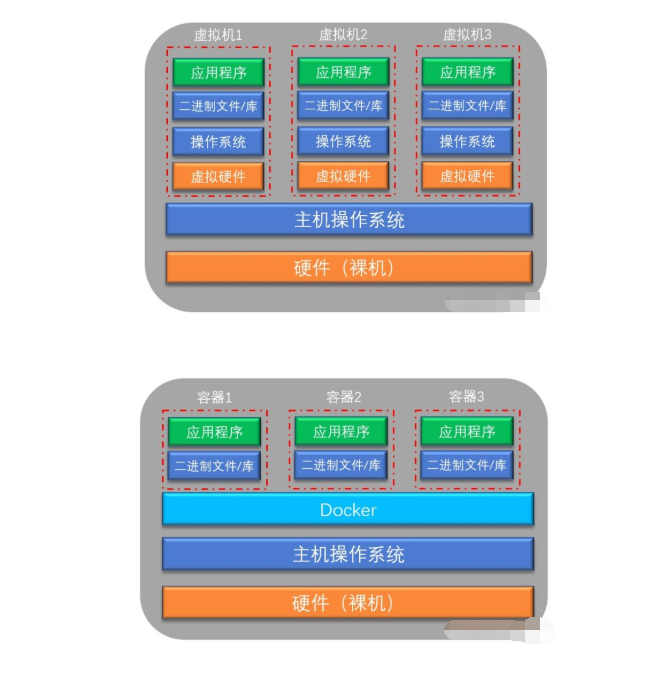 虚拟机1 虚拟机2 虚拟机3
应用程序 应用程序 应用程序
二进制文件/库 二进制文件/库 二进制文件/库
操作系统 操作系统 操作系统
虚拟硬件 虚拟硬件 虚拟硬件
主机操作系统
硬件（裸机）
容器1 容器2 容器3
应用程序 应用程序 应用程序
二进制文件/库 二进制文件/库 二进制文件/库
Docker
主机操作系统
硬件（裸机）